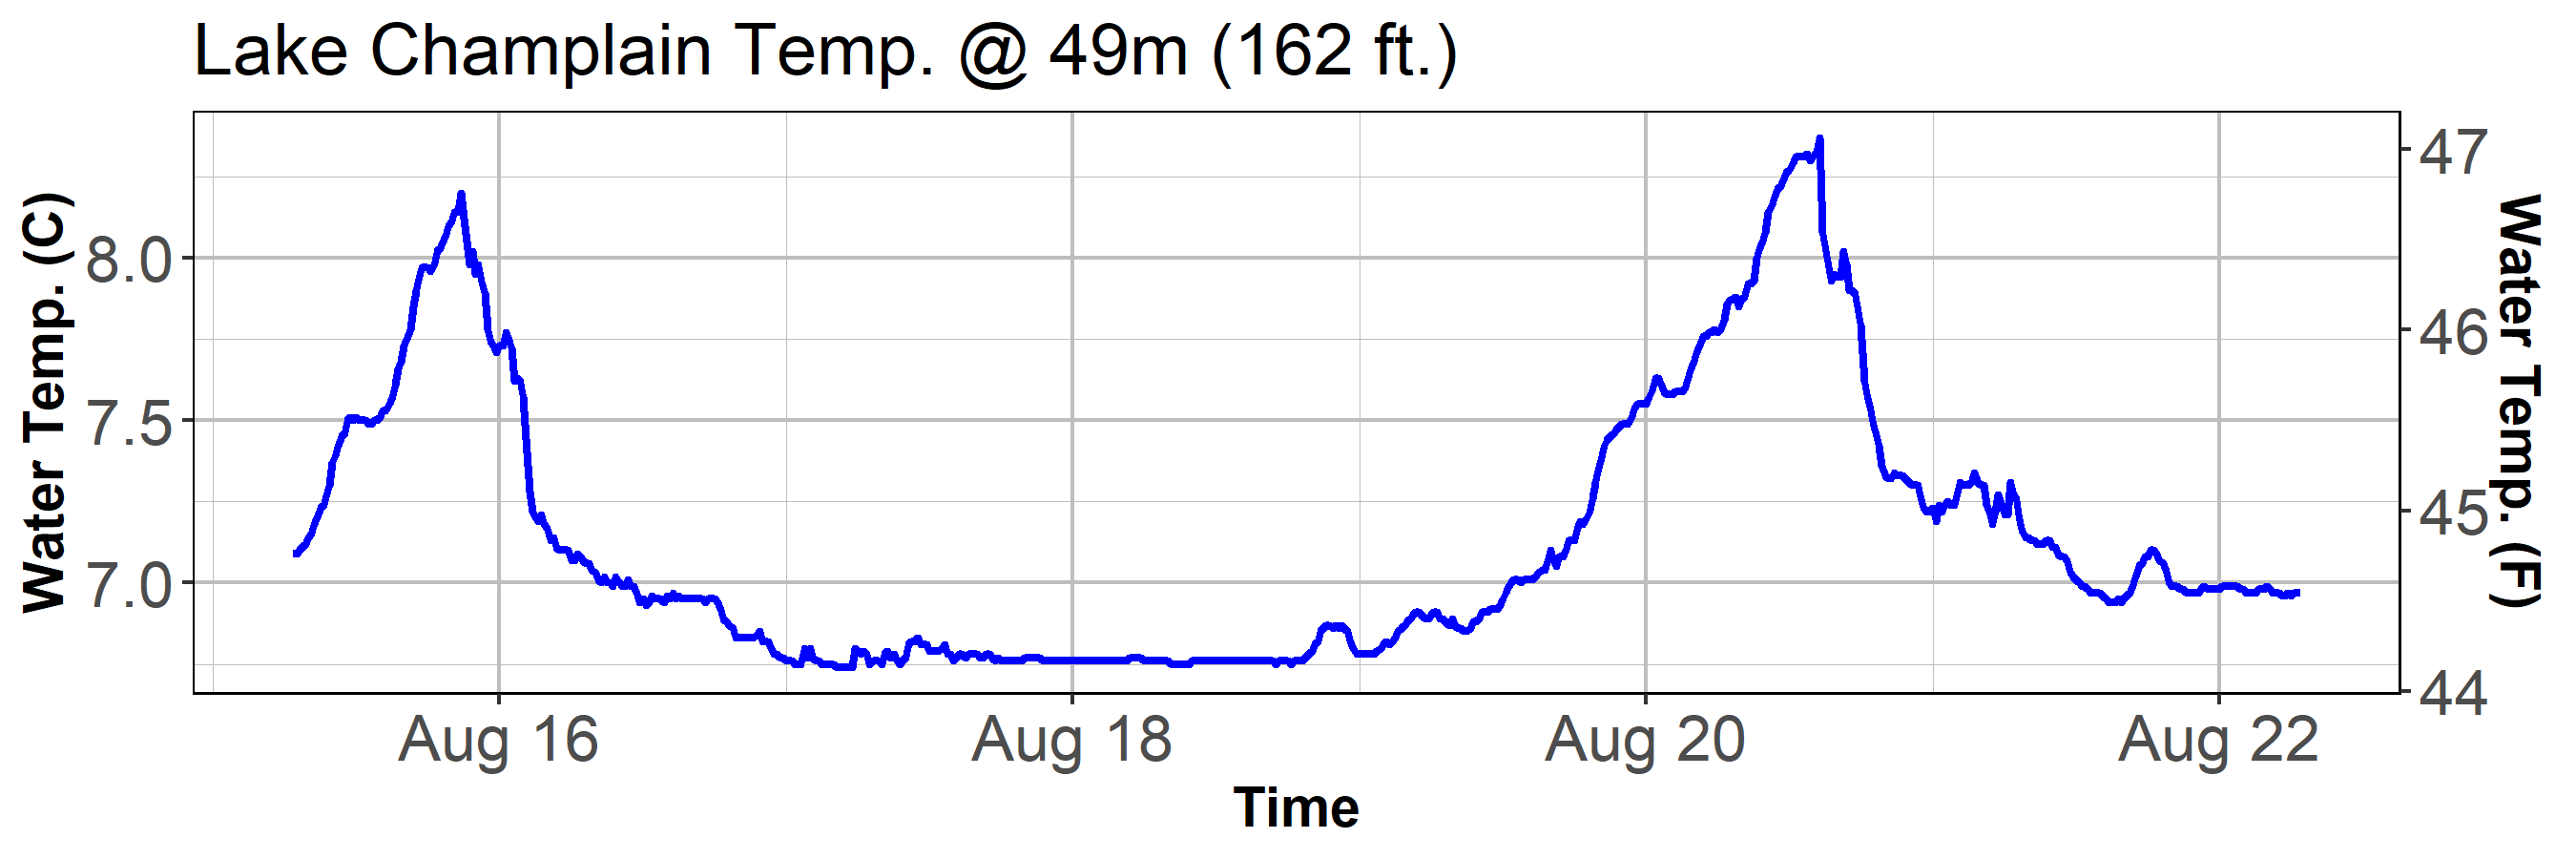 Lake Champlain Temp. @ 49m (162 ft.)
Water Temp. (C)
8.0
7.5
7.0
47
46
45
44
Water Temp. (F)
Aug 16 Aug 18 Aug 20 Aug 22
Time